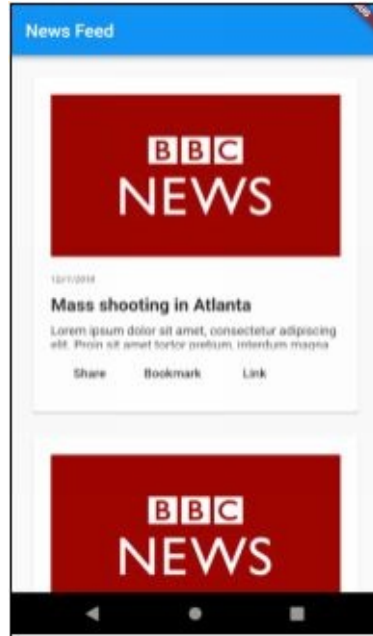 News Feed
BBC
NEWS
Mass shooting in Atlanta
Lorem ipsum dolor sit amet, consectetur adipiscing
elit. Proin sit amet tortor pretium, interdum magna
Share Bookmark Link
BBC
NEWS